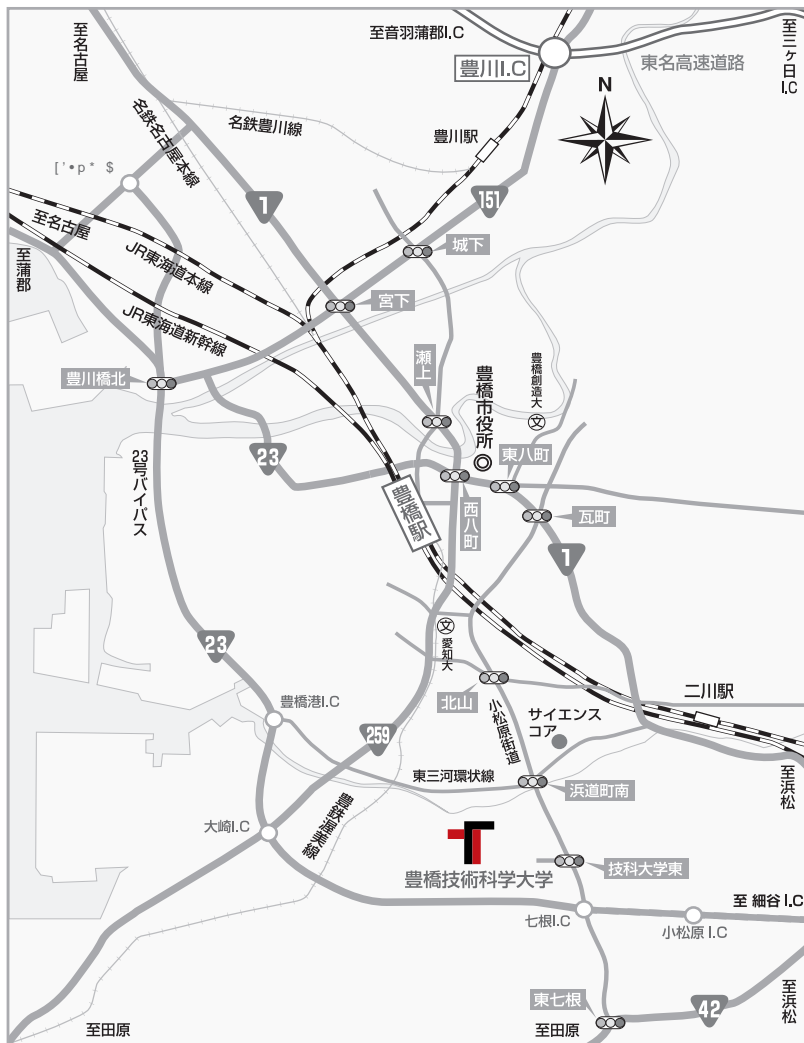 至名古屋
至音羽蒲郡I.C
豊川I.C
東名高速道路
至三ヶ日I.C
N
名鉄名古屋本線
名鉄豊川線
豊川駅
['•p* $
1
151
至名古屋
至蒲郡
JR東海道本線
JR東海道新幹線
城下
宮下
豊川橋北
瀬上
豊橋市役所
豊橋創造大
文
東八町
23
23号バイパス
豊橋駅
西八町
瓦町
1
23
文
愛知大
北山
小松原街道
サイエンス
コア
二川駅
豊橋港I.C
259
東三河環状線
浜道町南
至浜松
大崎I.C
豊鉄渥美線
豊橋技術科学大学
技科大学東
至 細谷 I.C
七根I.C
小松原 I.C
東七根
42
至浜松
至田原
至田原